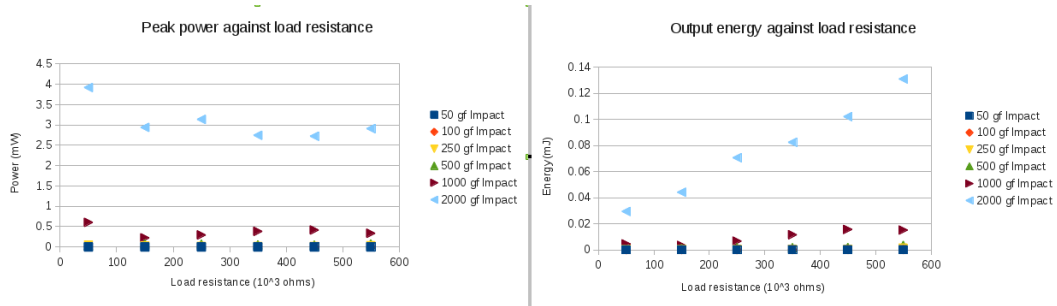 Peak power against load resistance
4.5
4
3.5
3
2.5
2
1.5
1
0.5
0
Power (mW)
0 100 200 300 400 500 600
Load resistance (10^3 ohms)
50 gf Impact
100 gf Impact
250 gf Impact
500 gf Impact
1000 gf Impact
2000 gf Impact
Output energy against load resistance
0.14
0.12
0.1
0.08
0.06
0.04
0.02
0
Energy (mJ)
0 100 200 300 400 500 600
Load resistance (10^3 ohms)
50 gf Impact
100 gf Impact
250 gf Impact
500 gf Impact
1000 gf Impact
2000 gf Impact